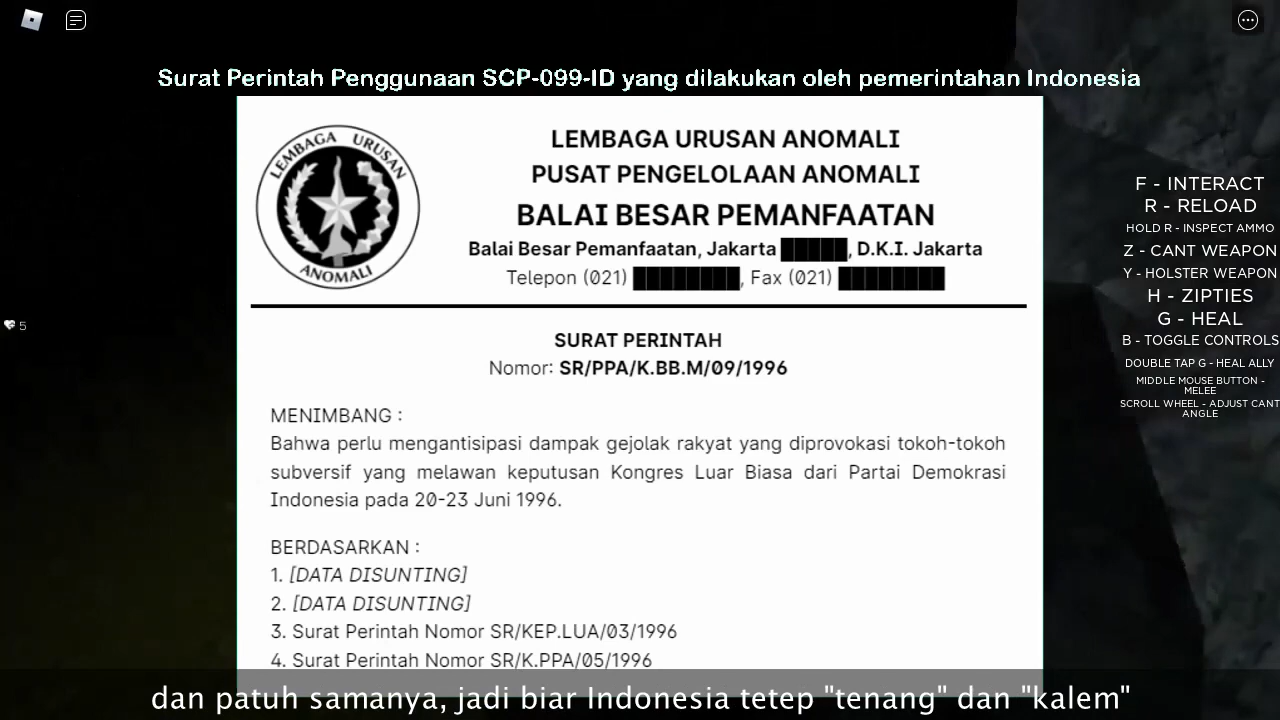 Surat Perintah Penggunaan SCP-099-ID yang dilakukan oleh pemerintahan Indonesia
LEMBAGA URUSAN
ANOMALI
LEMBAGA URUSAN ANOMALI
PUSAT PENGELOLAAN ANOMALI
BALAI BESAR PEMANFAATAN
Balai Besar Pemanfaatan, Jakarta █████, D.K.I. Jakarta
Telepon (021) ████████, Fax (021) ████████
SURAT PERINTAH
Nomor: SR/PPA/K.BB.M/09/1996
MENIMBANG :
Bahwa perlu mengantisipasi dampak gejolak rakyat yang diprovokasi tokoh-tokoh
subversif yang melawan keputusan Kongres Luar Biasa dari Partai Demokrasi
Indonesia pada 20-23 Juni 1996.
BERDASARKAN :
1. [DATA DISUNTING]
2. [DATA DISUNTING]
3. Surat Perintah Nomor SR/KEP.LUA/03/1996
4. Surat Perintah Nomor SR/K.PPA/05/1996
dan patuh samanya, jadi biar Indonesia tetep "tenang" dan "kalem"
5
F - INTERACT
R - RELOAD
HOLD R - INSPECT AMMO
Z - CANT WEAPON
Y - HOLSTER WEAPON
H - ZIPTIES
G - HEAL
B - TOGGLE CONTROLS
DOUBLE TAP G - HEAL ALLY
MIDDLE MOUSE BUTTON -
MELEE
SCROLL WHEEL - ADJUST CANT
ANGLE